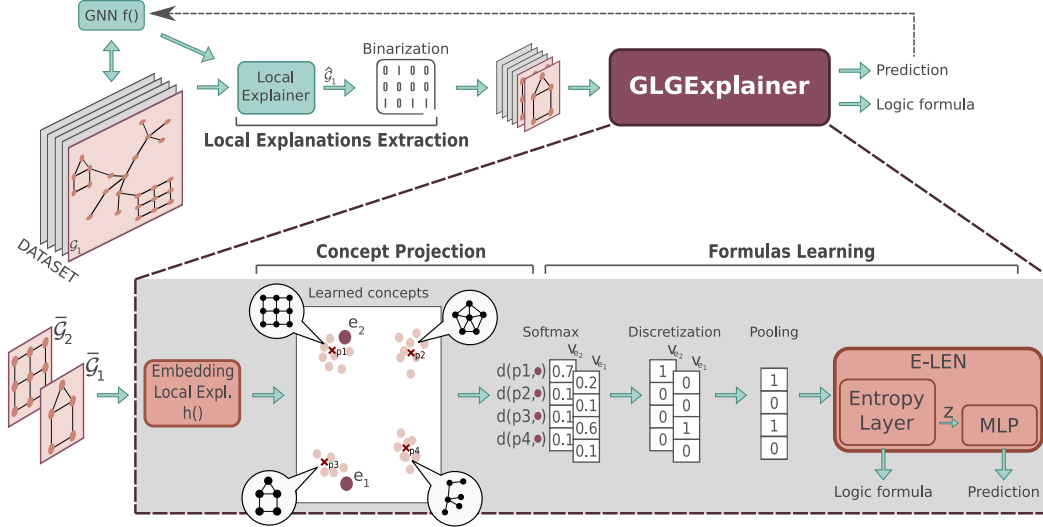 GNN f()
Local
Explainer
Ĝ₁
Binarization
0 1 0 0
0 0 1 0
0 1 1 1
GLGExplainer
Prediction
Logic formula
Local Explanations Extraction
G₁
DATASET
Concept Projection
Formulas Learning
Learned concepts
e₂
p1
p2
p3
p4
e₁
Ḡ₂
Ḡ₁
Embedding
Local Expl.
h()
Softmax
Vₑ₂
Vₑ₁
d(p1,●)
d(p2,●)
d(p3,●)
d(p4,●)
0.7
0.1
0.1
0.1
0.2
0.1
0.6
0.1
Discretization
Vₑ₂
Vₑ₁
1
0
0
0
0
0
1
0
Pooling
1
0
1
0
E-LEN
Entropy
Layer
Z
MLP
Logic formula
Prediction